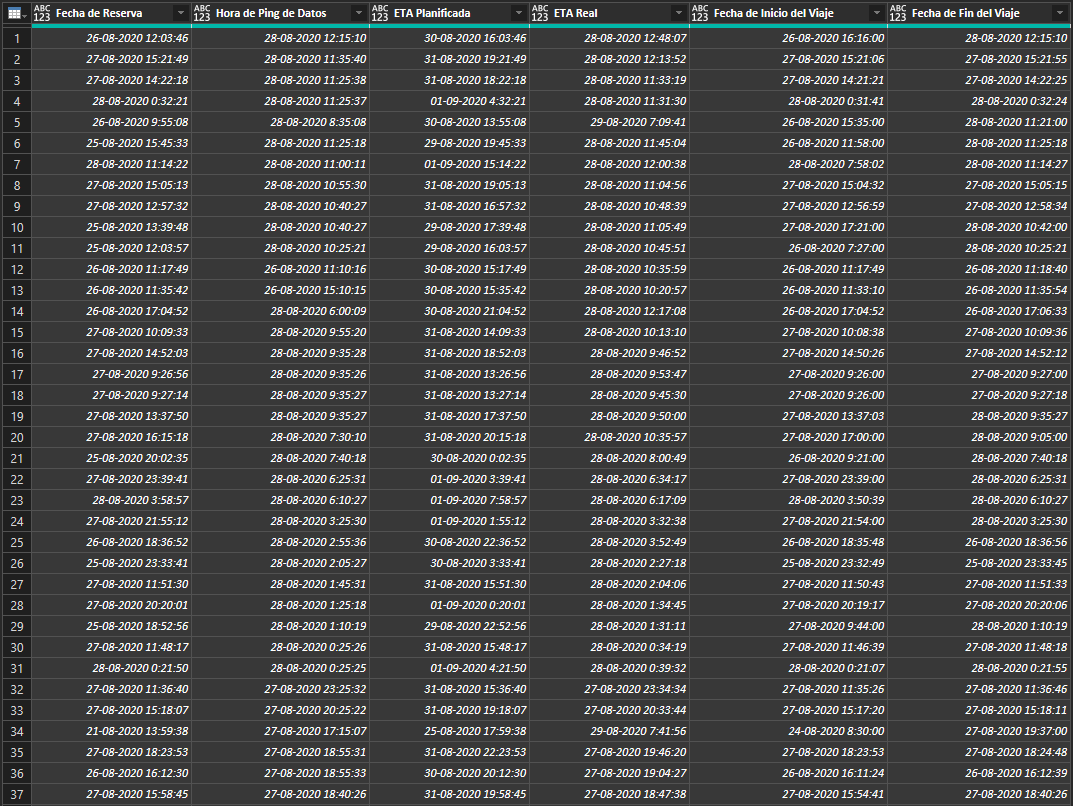 ABC 123 Fecha de Reserva ABC 123 Hora de Ping de Datos ABC 123 ETA Planificada ABC 123 ETA Real ABC 123 Fecha de Inicio del Viaje ABC 123 Fecha de Fin del Viaje
1 26-08-2020 12:03:46 28-08-2020 12:15:10 30-08-2020 16:03:46 28-08-2020 12:48:07 26-08-2020 16:16:00 28-08-2020 12:15:10
2 27-08-2020 15:21:49 28-08-2020 11:35:40 31-08-2020 19:21:49 28-08-2020 12:13:52 27-08-2020 15:21:06 27-08-2020 15:21:55
3 27-08-2020 14:22:18 28-08-2020 11:25:38 31-08-2020 18:22:18 28-08-2020 11:33:19 27-08-2020 14:21:21 27-08-2020 14:22:25
4 28-08-2020 0:32:21 28-08-2020 11:25:37 01-09-2020 4:32:21 28-08-2020 11:31:30 28-08-2020 0:31:41 28-08-2020 0:32:24
5 26-08-2020 9:55:08 28-08-2020 8:35:08 30-08-2020 13:55:08 29-08-2020 7:09:41 26-08-2020 15:35:00 28-08-2020 11:21:00
6 25-08-2020 15:45:33 28-08-2020 11:25:18 29-08-2020 19:45:33 28-08-2020 11:45:04 26-08-2020 11:58:00 28-08-2020 11:25:18
7 28-08-2020 11:14:22 28-08-2020 11:00:11 01-09-2020 15:14:22 28-08-2020 12:00:38 28-08-2020 7:58:02 28-08-2020 11:14:27
8 27-08-2020 15:05:13 28-08-2020 10:55:30 31-08-2020 19:05:13 28-08-2020 11:04:56 27-08-2020 15:04:32 27-08-2020 15:05:15
9 27-08-2020 12:57:32 28-08-2020 10:40:27 31-08-2020 16:57:32 28-08-2020 10:48:39 27-08-2020 12:56:59 27-08-2020 12:58:34
10 25-08-2020 13:39:48 28-08-2020 10:40:27 29-08-2020 17:39:48 28-08-2020 11:05:49 27-08-2020 17:21:00 28-08-2020 10:42:00
11 25-08-2020 12:03:57 28-08-2020 10:25:21 29-08-2020 16:03:57 28-08-2020 10:45:51 26-08-2020 7:27:00 28-08-2020 10:25:21
12 26-08-2020 11:17:49 26-08-2020 11:10:16 30-08-2020 15:17:49 28-08-2020 10:35:59 26-08-2020 11:17:49 26-08-2020 11:18:40
13 26-08-2020 11:35:42 26-08-2020 15:10:15 30-08-2020 15:35:42 28-08-2020 10:20:57 26-08-2020 11:33:10 26-08-2020 11:35:54
14 26-08-2020 17:04:52 28-08-2020 6:00:09 30-08-2020 21:04:52 28-08-2020 12:17:08 26-08-2020 17:04:52 26-08-2020 17:06:33
15 27-08-2020 10:09:33 28-08-2020 9:55:20 31-08-2020 14:09:33 28-08-2020 10:13:10 27-08-2020 10:08:38 27-08-2020 10:09:36
16 27-08-2020 14:52:03 28-08-2020 9:35:28 31-08-2020 18:52:03 28-08-2020 9:46:52 27-08-2020 14:50:26 27-08-2020 14:52:12
17 27-08-2020 9:26:56 28-08-2020 9:35:26 31-08-2020 13:26:56 28-08-2020 9:53:47 27-08-2020 9:26:00 27-08-2020 9:27:00
18 27-08-2020 9:27:14 28-08-2020 9:35:27 31-08-2020 13:27:14 28-08-2020 9:45:30 27-08-2020 9:26:00 27-08-2020 9:27:18
19 27-08-2020 13:37:50 28-08-2020 9:35:27 31-08-2020 17:37:50 28-08-2020 9:50:00 27-08-2020 13:37:03 28-08-2020 9:35:27
20 27-08-2020 16:15:18 28-08-2020 7:30:10 31-08-2020 20:15:18 28-08-2020 10:35:57 27-08-2020 17:00:00 28-08-2020 9:05:00
21 25-08-2020 20:02:35 28-08-2020 7:40:18 30-08-2020 0:02:35 28-08-2020 8:00:49 26-08-2020 9:21:00 28-08-2020 7:40:18
22 27-08-2020 23:39:41 28-08-2020 6:25:31 01-09-2020 3:39:41 28-08-2020 6:34:17 27-08-2020 23:39:00 28-08-2020 6:25:31
23 28-08-2020 3:58:57 28-08-2020 6:10:27 01-09-2020 7:58:57 28-08-2020 6:17:09 28-08-2020 3:50:39 28-08-2020 6:10:27
24 27-08-2020 21:55:12 28-08-2020 3:25:30 01-09-2020 1:55:12 28-08-2020 3:32:38 27-08-2020 21:54:00 28-08-2020 3:25:30
25 26-08-2020 18:36:52 28-08-2020 2:55:36 30-08-2020 22:36:52 28-08-2020 3:52:49 26-08-2020 18:35:48 26-08-2020 18:36:56
26 25-08-2020 23:33:41 28-08-2020 2:05:27 30-08-2020 3:33:41 28-08-2020 2:27:18 25-08-2020 23:32:49 25-08-2020 23:33:45
27 27-08-2020 11:51:30 28-08-2020 1:45:31 31-08-2020 15:51:30 28-08-2020 2:04:06 27-08-2020 11:50:43 27-08-2020 11:51:33
28 27-08-2020 20:20:01 28-08-2020 1:25:18 01-09-2020 0:20:01 28-08-2020 1:34:45 27-08-2020 20:19:17 27-08-2020 20:20:06
29 25-08-2020 18:52:56 28-08-2020 1:10:19 29-08-2020 22:52:56 28-08-2020 1:31:11 27-08-2020 9:44:00 28-08-2020 1:10:19
30 27-08-2020 11:48:17 28-08-2020 0:25:26 31-08-2020 15:48:17 28-08-2020 0:34:19 27-08-2020 11:46:39 27-08-2020 11:48:18
31 28-08-2020 0:21:50 28-08-2020 0:25:25 01-09-2020 4:21:50 28-08-2020 0:39:32 28-08-2020 0:21:07 28-08-2020 0:21:55
32 27-08-2020 11:36:40 27-08-2020 23:25:32 31-08-2020 15:36:40 27-08-2020 23:34:34 27-08-2020 11:35:26 27-08-2020 11:36:46
33 27-08-2020 15:18:07 27-08-2020 20:25:22 31-08-2020 19:18:07 27-08-2020 20:33:44 27-08-2020 15:17:20 27-08-2020 15:18:11
34 21-08-2020 13:59:38 27-08-2020 17:15:07 25-08-2020 17:59:38 29-08-2020 7:41:56 24-08-2020 8:30:00 27-08-2020 19:37:00
35 27-08-2020 18:23:53 27-08-2020 18:55:31 31-08-2020 22:23:53 27-08-2020 19:46:20 27-08-2020 18:23:53 27-08-2020 18:24:48
36 26-08-2020 16:12:30 27-08-2020 18:55:33 30-08-2020 20:12:30 27-08-2020 19:04:27 26-08-2020 16:11:24 26-08-2020 16:12:39
37 27-08-2020 15:58:45 27-08-2020 18:40:26 31-08-2020 19:58:45 27-08-2020 18:47:38 27-08-2020 15:54:41 27-08-2020 18:40:26